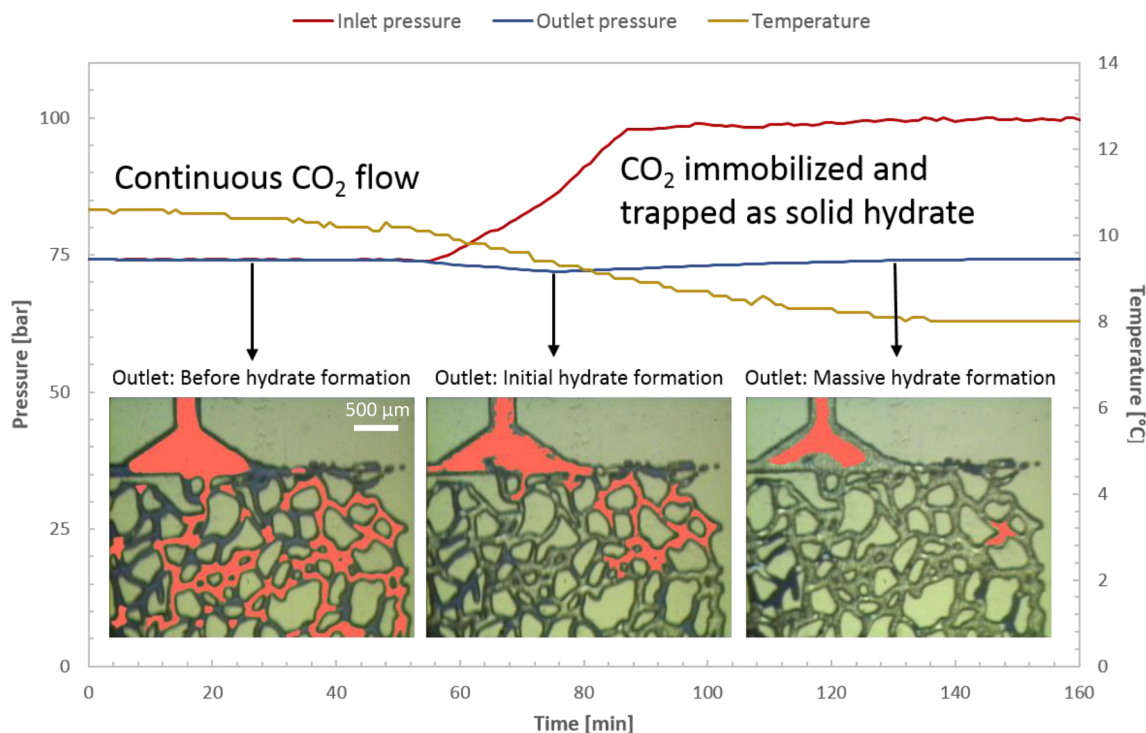 Inlet pressure Outlet pressure Temperature
14
12
10
8
6
4
2
0
Temperature [°C]
100
75
50
25
0
Pressure [bar]
Continuous CO₂ flow
CO₂ immobilized and
trapped as solid hydrate
Outlet: Before hydrate formation
Outlet: Initial hydrate formation
Outlet: Massive hydrate formation
500 µm
0 20 40 60 80 100 120 140 160
Time [min]